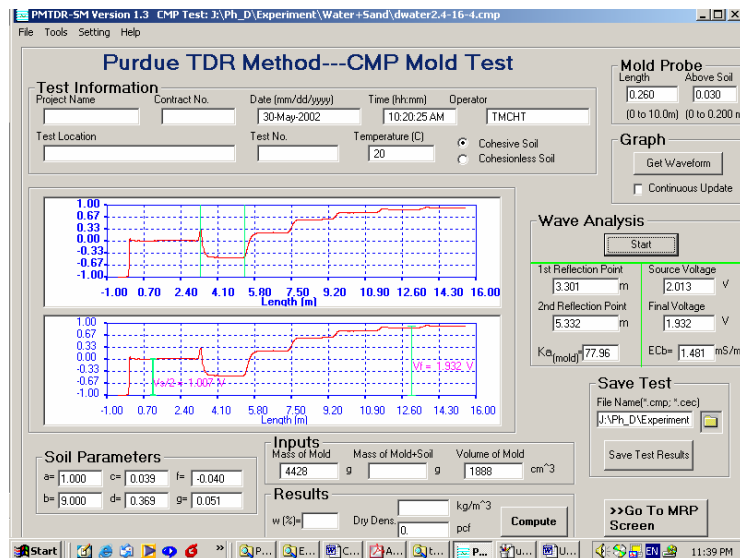 PMTDR-SM Version 1.3 CMP Test: J:\Ph_D\Experiment\Water+Sand\dwater2.4-16-4.cmp
File Tools Setting Help
Purdue TDR Method---CMP Mold Test
Test Information
Project Name Contract No. Date (mm/dd/yyyy) Time (hh:mm) Operator
30-May-2002 10:20:25 AM TMCHT
Test Location Test No. Temperature (C)
20
Cohesive Soil
Cohesionless Soil
Mold Probe
Length Above Soil
0.260 0.030
(0 to 10.0m) (0 to 0.200 m
Graph
Get Waveform
Continuous Update
1.00
0.67
0.33
0.00
-0.33
-0.67
-1.00
-1.00 0.70 2.40 4.10 5.80 7.50 9.20 10.90 12.60 14.30 16.00
Length (m)
1.00
0.67
0.33
0.00
-0.33
-0.67
-1.00
Vs/2 = 1.007 V
Vf = 1.932 V
-1.00 0.70 2.40 4.10 5.80 7.50 9.20 10.90 12.60 14.30 16.00
Length (m)
Wave Analysis
Start
1st Reflection Point Source Voltage
3.301 m 2.013 V
2nd Reflection Point Final Voltage
5.332 m 1.932 V
Ka(mold)= 77.96 ECb= 1.481 mS/m
Save Test
File Name(*.cmp; *.cec)
J:\Ph_D\Experiment
Save Test Results
Soil Parameters
a= 1.000 c= 0.039 f= -0.040
b= 9.000 d= 0.369 g= 0.051
Inputs
Mass of Mold Mass of Mold+Soil Volume of Mold
4428 g g 1888 cm^3
Results
w (%)= Dry Dens. kg/m^3
0. pcf
Compute
>>Go To MRP
Screen
Start » P... E... C... A... t... P... u... U... EN 11:39 PM